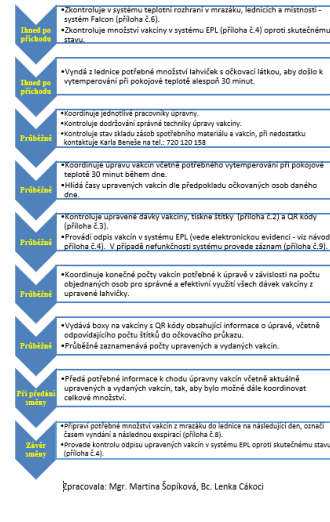 Ihned po
příchodu
•Zkontroluje v systému teplotní rozhraní v mrazáku, lednicích a místnosti -
systém Falcon (příloha č.6).
•Zkontroluje množství vakcíny v systému EPL (příloha č.4) oproti skutečnému
stavu.
Ihned po
příchodu
•Vyndá z lednice potřebné množství lahviček s očkovací látkou, aby došlo k
vytemperování při pokojové teplotě alespoň 30 minut.
Průběžně
•Koordinuje jednotlivé pracovníky úpravny.
•Kontroluje dodržování správné techniky úpravy vakcíny.
•Kontroluje stav skladu zásob spotřebního materiálu a vakcín, při nedostatku
kontaktuje Karla Beneše na tel.: 720 120 158
Průběžně
•Koordinuje úpravu vakcín včetně potřebného vytemperování při pokojové
teplotě 30 minut během dne.
•Hlídá časy upravených vakcín dle předpokladu očkovaných osob daného
dne.
Průběžně
•Kontroluje upravené dávky vakcíny, tiskne štítky (příloha č.2) a QR kódy
(příloha č.3).
•Provádí odpis vakcín v systému EPL (vede elektronickou evidenci - viz návod
příloha č.4). V případě nefunkčnosti systému provede záznam (příloha č.9).
Průběžně
•Koordinuje konečné počty vakcín potřebné k úpravě v závislosti na počtu
objednaných osob pro správné a efektivní využití všech dávek vakcíny z
upravené lahvičky.
Průběžně
•Vydává boxy na vakcíny s QR kódy obsahující informace o úpravě, včetně
odpovídajícího počtu štítků do očkovacího průkazu.
•Průběžně zaznamenává počty upravených a vydaných vakcín.
Při předání
směny
•Předá potřebné informace k chodu úpravny vakcín včetně aktuálně
upravených a vydaných vakcín, tak, aby bylo možné dále koordinovat
celkové množství.
Závěr
směny
•Připraví potřebné množství vakcín z mrazáku do lednice na následující den, označí
časem vyndání a následnou exspirací (příloha č.8).
•Provede kontrolu odpisu upravených vakcín v systému EPL oproti skutečnému stavu
(příloha č.4).
Zpracovala: Mgr. Martina Šopíková, Bc. Lenka Cákoci